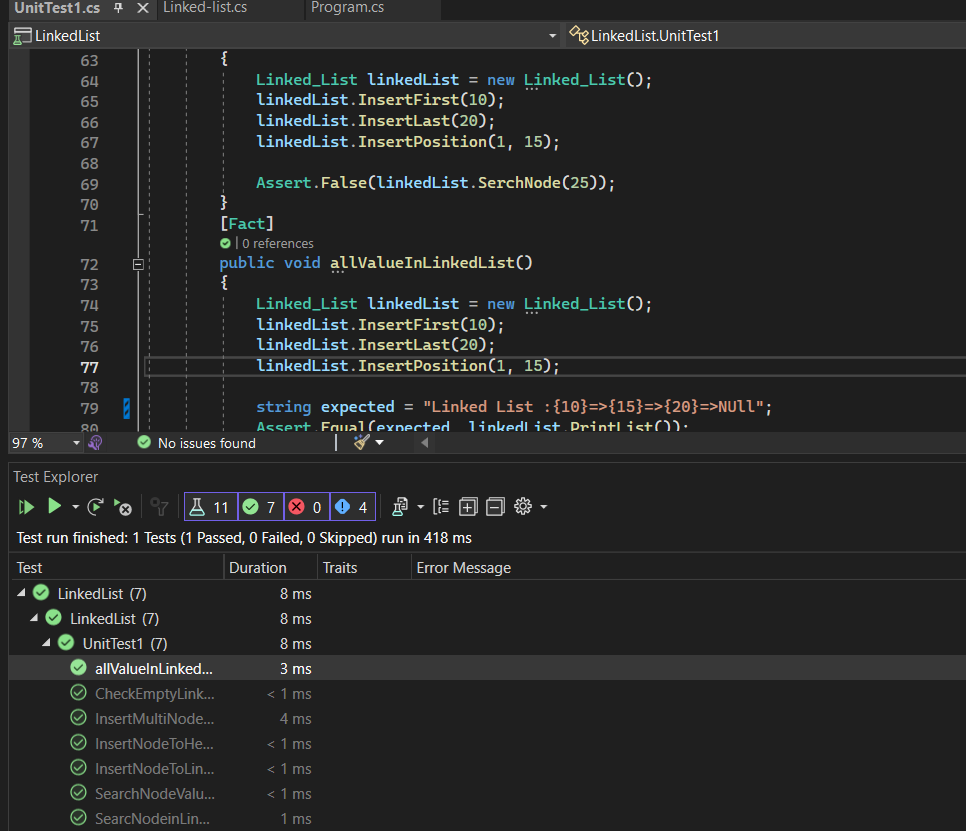 UnitTest1.cs Linked-list.cs Program.cs
LinkedList LinkedList.UnitTest1
63 {
64 Linked_List linkedList = new Linked_List();
65 linkedList.InsertFirst(10);
66 linkedList.InsertLast(20);
67 linkedList.InsertPosition(1, 15);
68
69 Assert.False(linkedList.SerchNode(25));
70 }
71 [Fact]
0 references
72 public void allValueInLinkedList()
73 {
74 Linked_List linkedList = new Linked_List();
75 linkedList.InsertFirst(10);
76 linkedList.InsertLast(20);
77 linkedList.InsertPosition(1, 15);
78
79 string expected = "Linked List :{10}=>{15}=>{20}=>NUll";
80 Assert.Equal(expected, linkedList.PrintList());
97 % No issues found
Test Explorer
11 7 0 4
Test run finished: 1 Tests (1 Passed, 0 Failed, 0 Skipped) run in 418 ms
Test Duration Traits Error Message
LinkedList (7) 8 ms
LinkedList (7) 8 ms
UnitTest1 (7) 8 ms
allValueInLinked... 3 ms
CheckEmptyLink... < 1 ms
InsertMultiNode... 4 ms
InsertNodeToHe... < 1 ms
InsertNodeToLin... < 1 ms
SearchNodeValu... < 1 ms
SearcNodeinLin... 1 ms